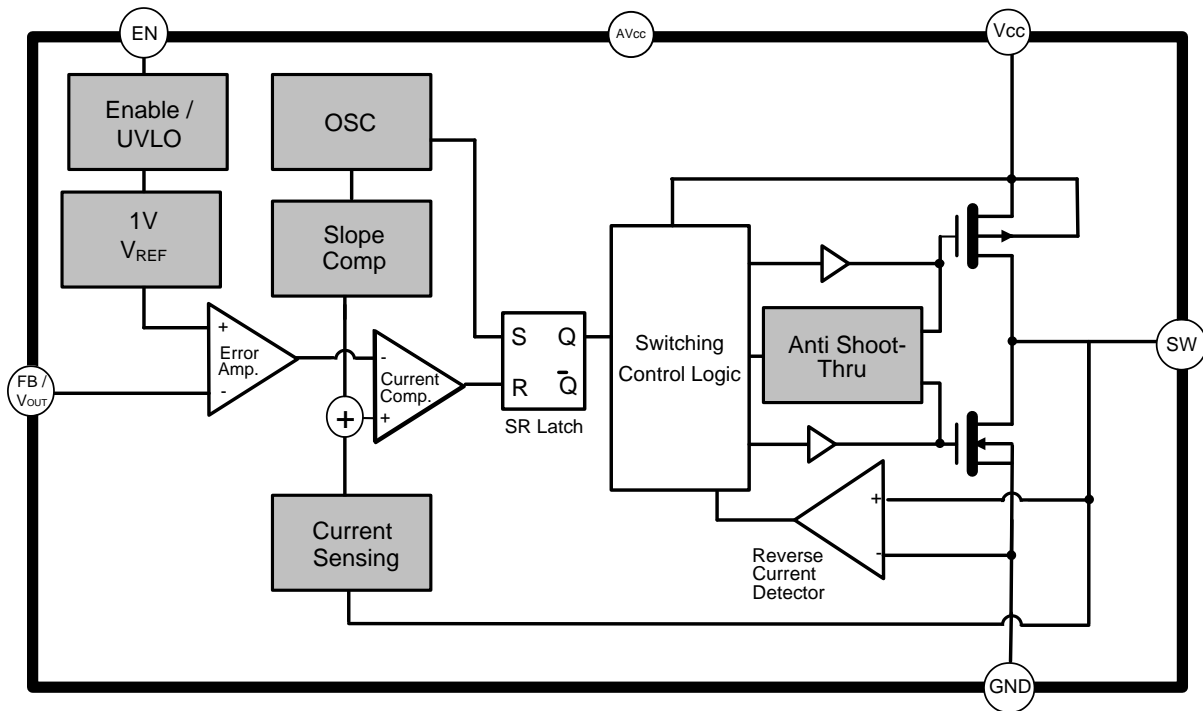 EN
AVcc
Vcc
Enable /
UVLO
OSC
1V
VREF
Slope
Comp
+
Error
Amp.
-
FB /
VOUT
-
Current
Comp.
+
+
S Q
R Q̅
SR Latch
Switching
Control Logic
Anti Shoot-
Thru
SW
Current
Sensing
+
-
Reverse
Current
Detector
GND